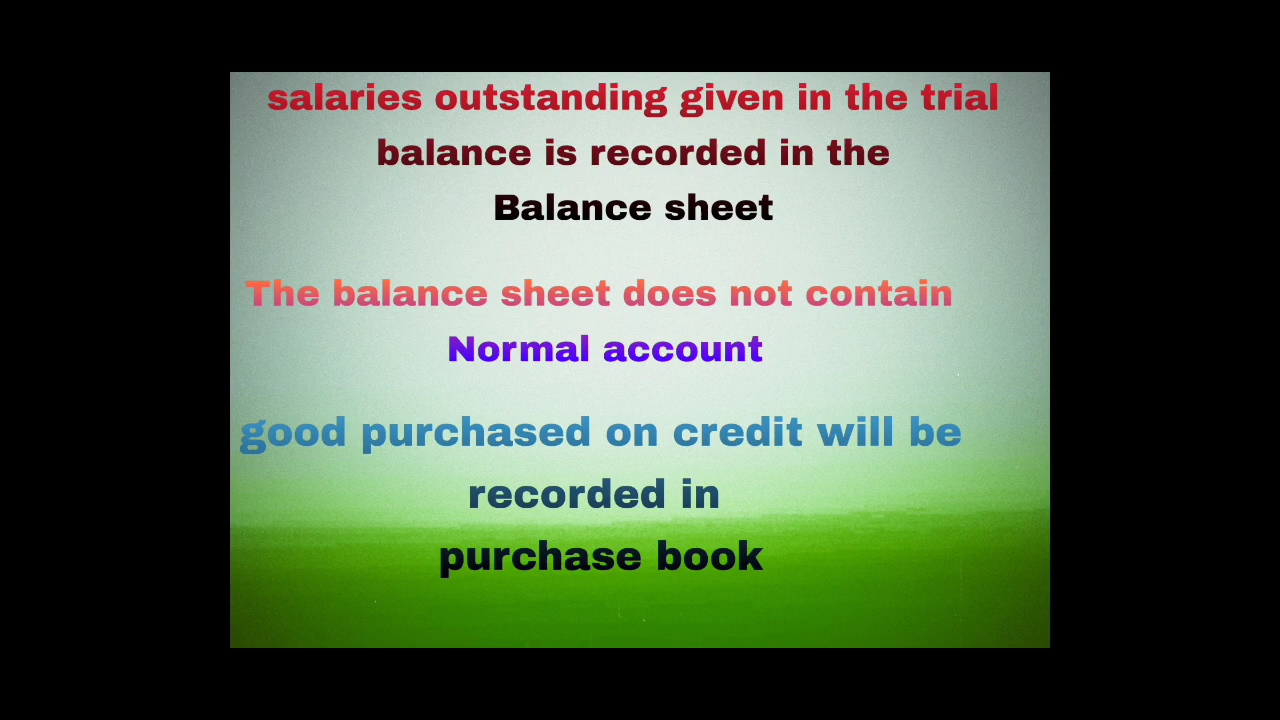 salaries outstanding given in the trial
balance is recorded in the
Balance sheet
The balance sheet does not contain
Normal account
good purchased on credit will be
recorded in
purchase book